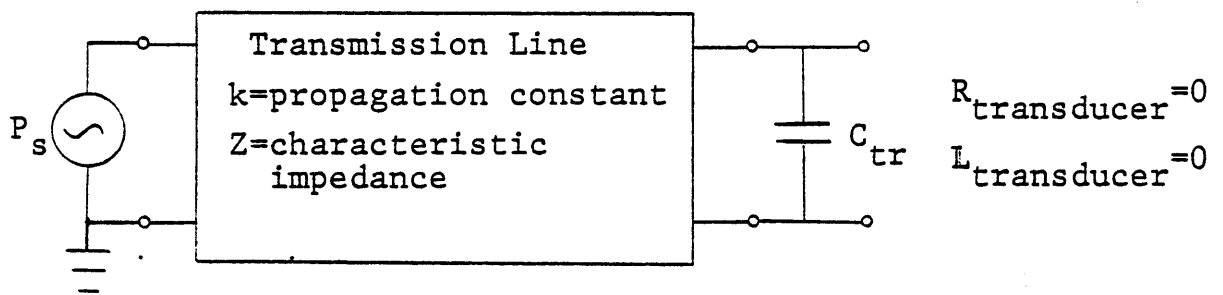 Transmission Line
k=propagation constant
Z=characteristic
impedance
P_s
C_tr
R_transducer=0
L_transducer=0